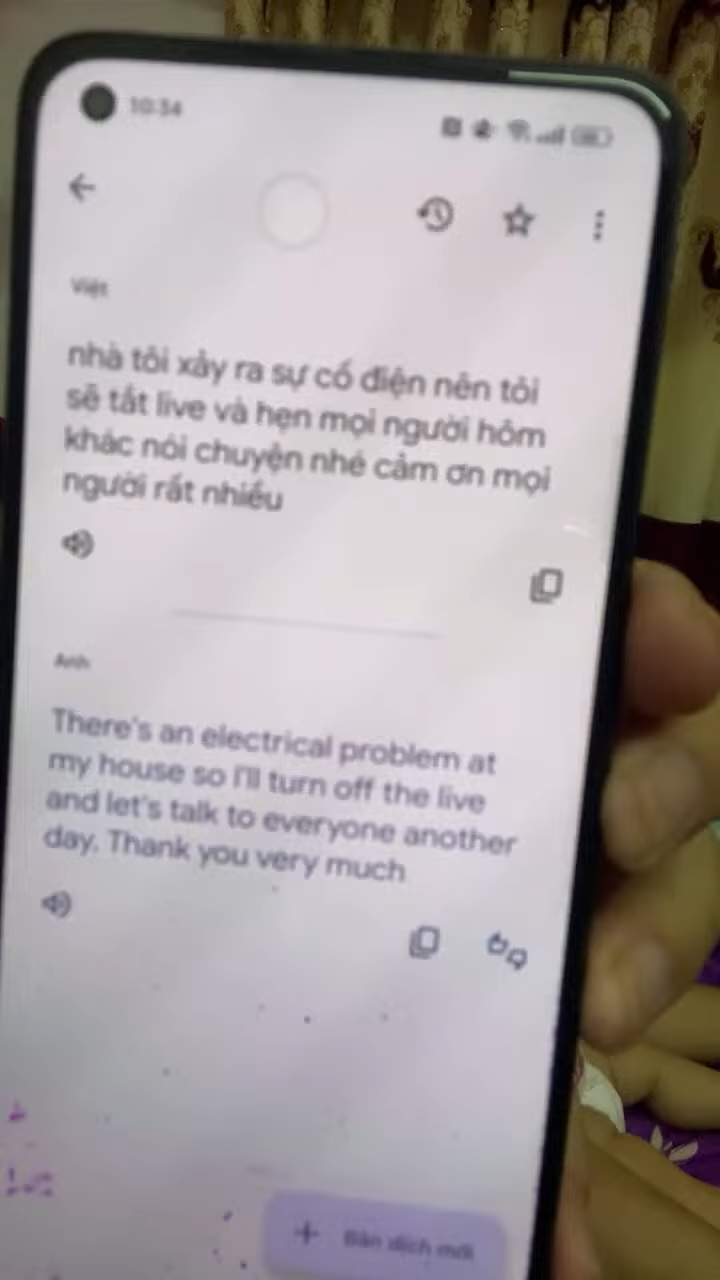 10:34
Việt
nhà tôi xảy ra sự cố điện nên tôi
sẽ tắt live và hẹn mọi người hôm
khác nói chuyện nhé cảm ơn mọi
người rất nhiều
Anh
There's an electrical problem at
my house so I'll turn off the live
and let's talk to everyone another
day. Thank you very much
+ Bản dịch mới